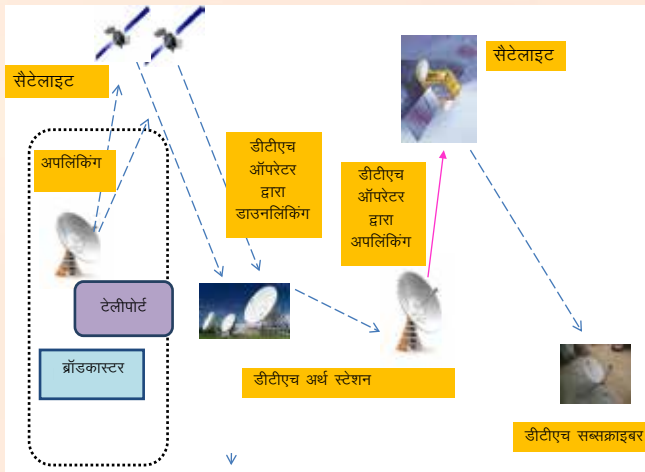 सैटेलाइट
सैटेलाइट
अपलिंकिंग
डीटीएच
ऑपरेटर
द्वारा
डाउनलिंकिंग
डीटीएच
ऑपरेटर
द्वारा
अपलिंकिंग
टेलीपोर्ट
ब्रॉडकास्टर
डीटीएच अर्थ स्टेशन
डीटीएच सब्सक्राइबर